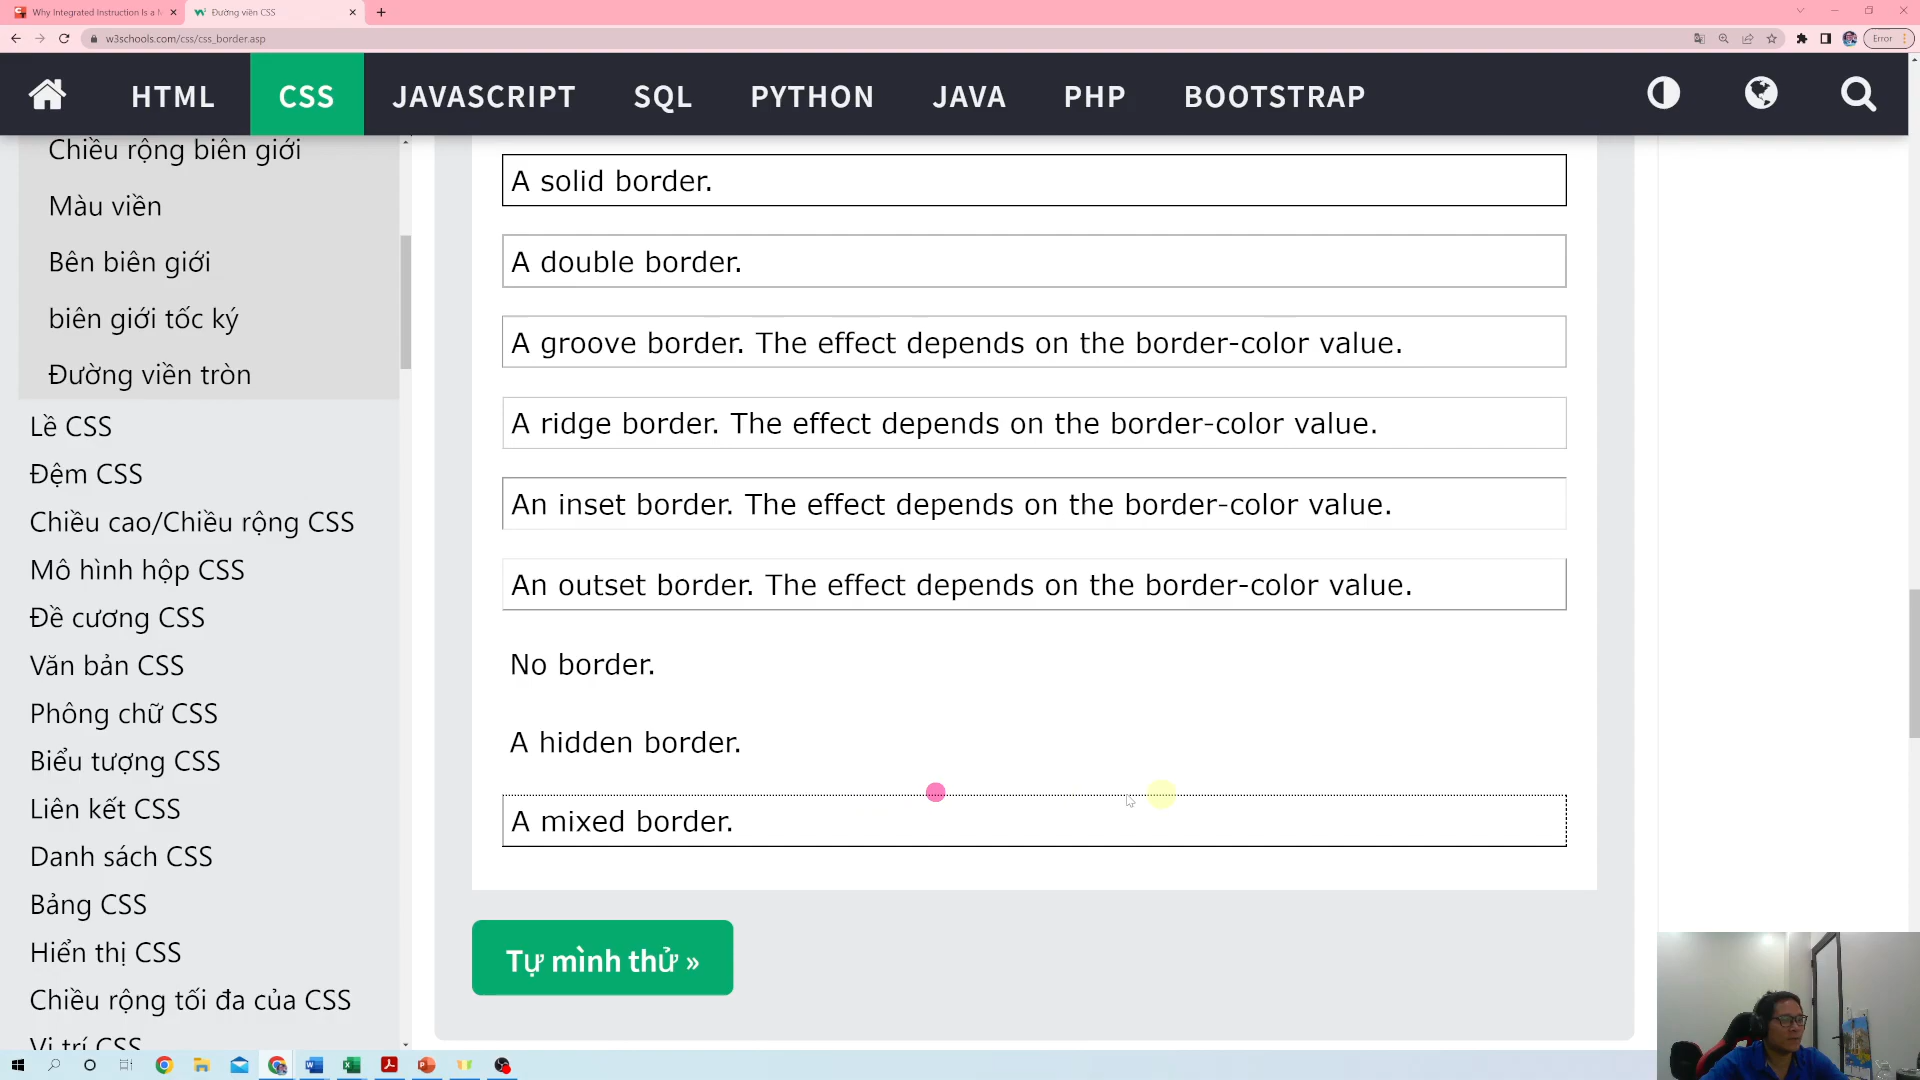 Why Integrated Instruction Is a
Đường viền CSS
w3schools.com/css/css_border.asp
Error
HTML
CSS
JAVASCRIPT
SQL
PYTHON
JAVA
PHP
BOOTSTRAP
Chiều rộng biên giới
Màu viền
Bên biên giới
biên giới tốc ký
Đường viền tròn
Lề CSS
Đệm CSS
Chiều cao/Chiều rộng CSS
Mô hình hộp CSS
Đề cương CSS
Văn bản CSS
Phông chữ CSS
Biểu tượng CSS
Liên kết CSS
Danh sách CSS
Bảng CSS
Hiển thị CSS
Chiều rộng tối đa của CSS
Vị trí CSS
A solid border.
A double border.
A groove border. The effect depends on the border-color value.
A ridge border. The effect depends on the border-color value.
An inset border. The effect depends on the border-color value.
An outset border. The effect depends on the border-color value.
No border.
A hidden border.
A mixed border.
Tự mình thử »